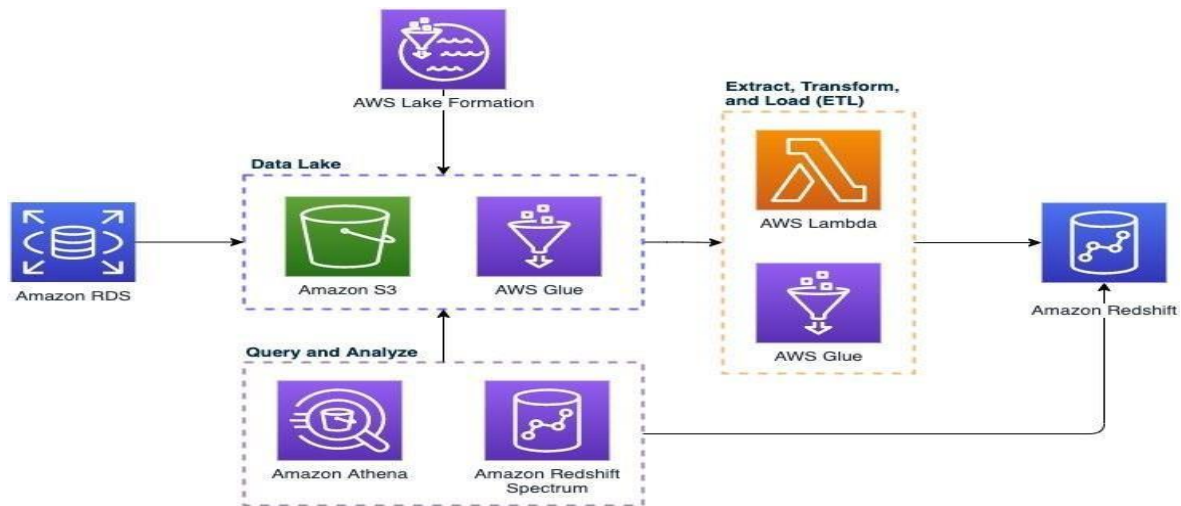 AWS Lake Formation
Extract, Transform,
and Load (ETL)
Data Lake
AWS Lambda
Amazon RDS
Amazon S3
AWS Glue
Amazon Redshift
AWS Glue
Query and Analyze
Amazon Athena
Amazon Redshift
Spectrum